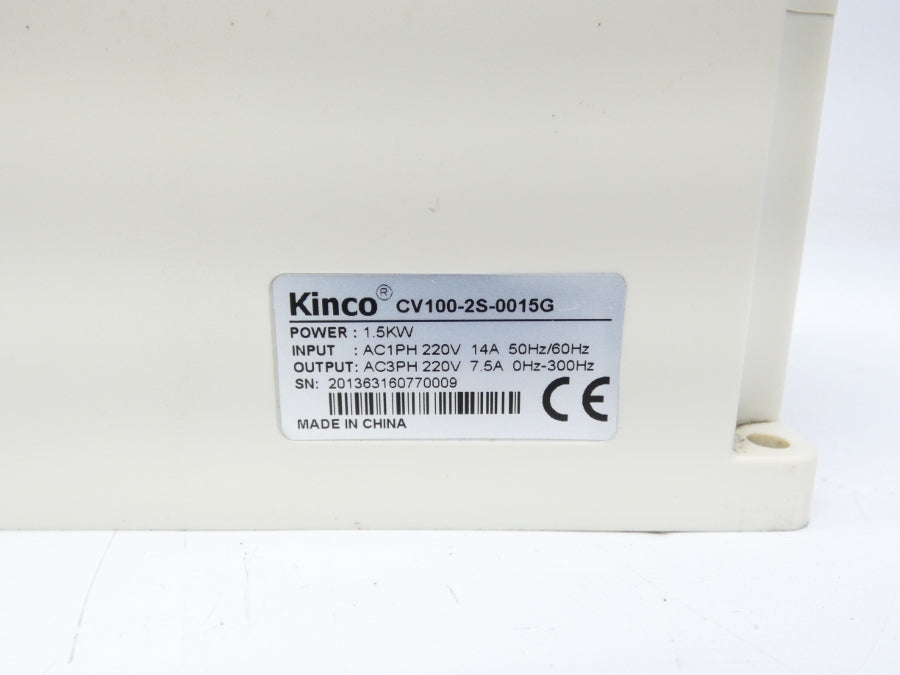 Kinco® CV100-2S-0015G
POWER : 1.5KW
INPUT : AC1PH 220V 14A 50Hz/60Hz
OUTPUT: AC3PH 220V 7.5A 0Hz-300Hz
SN: 201363160770009
CE
MADE IN CHINA